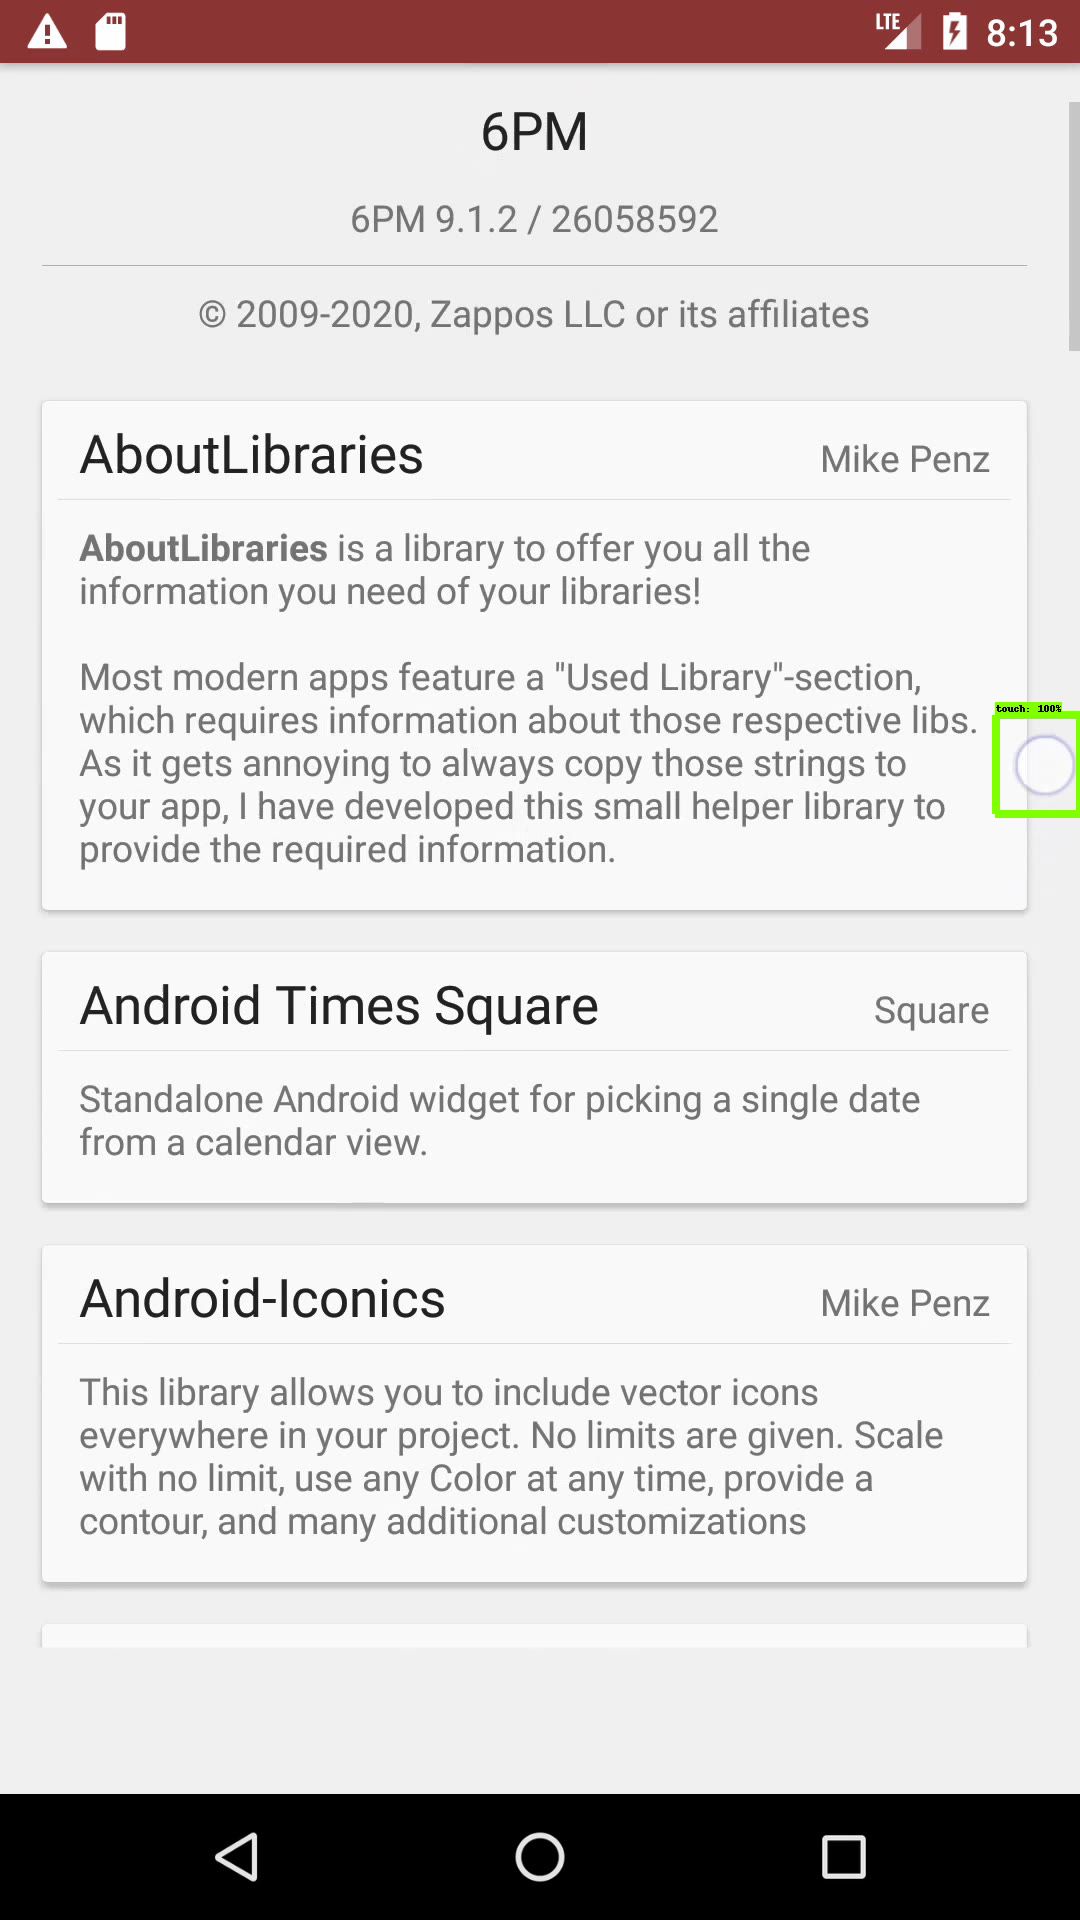 LTE 8:13
6PM
6PM 9.1.2 / 26058592
© 2009-2020, Zappos LLC or its affiliates
AboutLibraries Mike Penz
AboutLibraries is a library to offer you all the
information you need of your libraries!
Most modern apps feature a "Used Library"-section,
which requires information about those respective libs.
As it gets annoying to always copy those strings to
your app, I have developed this small helper library to
provide the required information.
touch: 100%
Android Times Square Square
Standalone Android widget for picking a single date
from a calendar view.
Android-Iconics Mike Penz
This library allows you to include vector icons
everywhere in your project. No limits are given. Scale
with no limit, use any Color at any time, provide a
contour, and many additional customizations